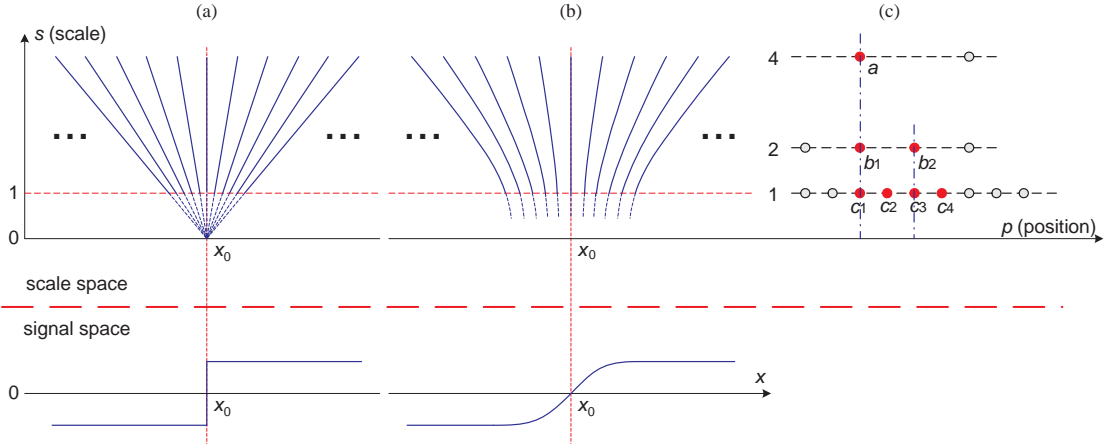 (a) (b) (c)
s (scale)
4
a
2
b1 b2
1 1
c1 c2 c3 c4
0 x0 x0 p (position)
scale space
signal space
0 x0 x0 x